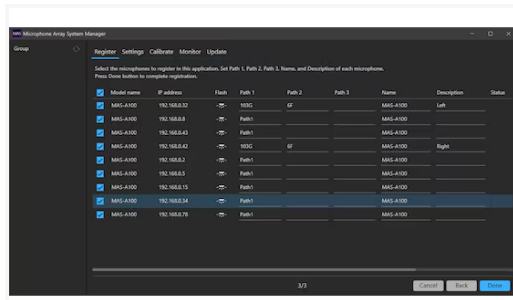 MAS Microphone Array System Manager
Group
Register Settings Calibrate Monitor Update
Select the microphones to register in this application. Set Path 1, Path 2, Path 3, Name, and Description of each microphone.
Press Done button to complete registration.
Model name IP address Flash Path 1 Path 2 Path 3 Name Description Status
MAS-A100 192.168.0.32 103G 6F MAS-A100 Left
MAS-A100 192.168.0.8 Path1 MAS-A100
MAS-A100 192.168.0.43 Path1 MAS-A100
MAS-A100 192.168.0.42 103G 6F MAS-A100 Right
MAS-A100 192.168.0.2 Path1 MAS-A100
MAS-A100 192.168.0.5 Path1 MAS-A100
MAS-A100 192.168.0.15 Path1 MAS-A100
MAS-A100 192.168.0.34 Path1 MAS-A100
MAS-A100 192.168.0.78 Path1 MAS-A100
3/3
Cancel Back Done